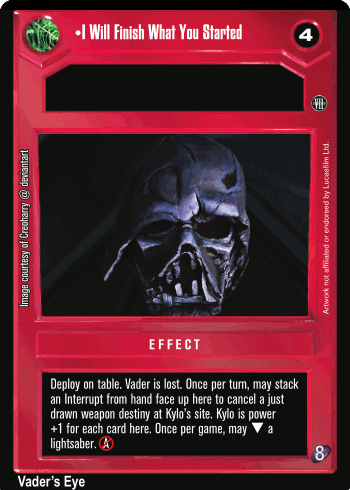 •I Will Finish What You Started
4
VII
Image courtesy of Creoharry @ deviantart
Artwork not affiliated or endorsed by Lucasfilm Ltd.
EFFECT
Deploy on table. Vader is lost. Once per turn, may stack
an Interrupt from hand face up here to cancel a just
drawn weapon destiny at Kylo's site. Kylo is power
+1 for each card here. Once per game, may ▼ a
lightsaber. A
8
Vader's Eye